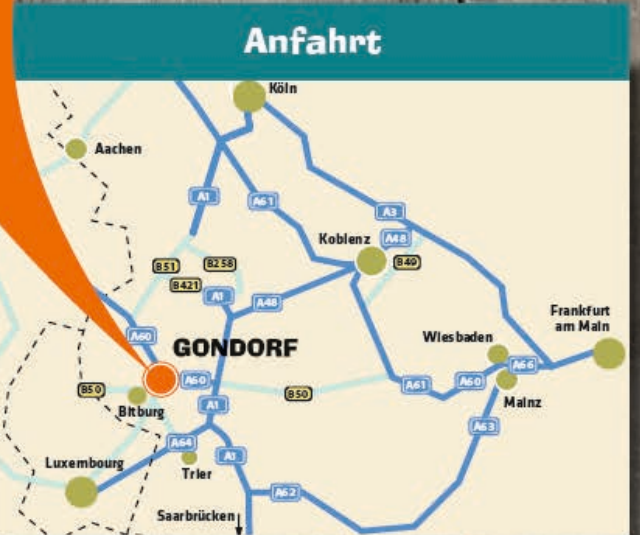 Anfahrt
Köln
Aachen
A1
A61
A3
Koblenz
A48
B51
B258
B49
B421
A1
A48
Frankfurt
am Main
A60
GONDORF
Wiesbaden
A66
B50
A60
B50
A61
A60
Bitburg
A1
Mainz
A63
A64
Luxembourg
A1
Trier
A62
Saarbrücken